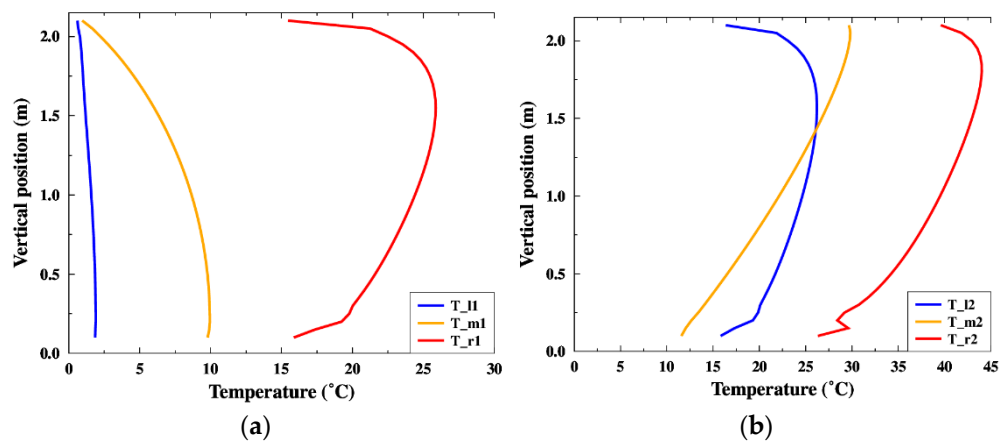 2.0
1.5
1.0
0.5
0.0
Vertical position (m)
0 5 10 15 20 25 30
Temperature (˚C)
T_l1
T_m1
T_r1
(a)
2.0
1.5
1.0
0.5
0.0
Vertical position (m)
0 5 10 15 20 25 30 35 40 45
Temperature (˚C)
T_l2
T_m2
T_r2
(b)